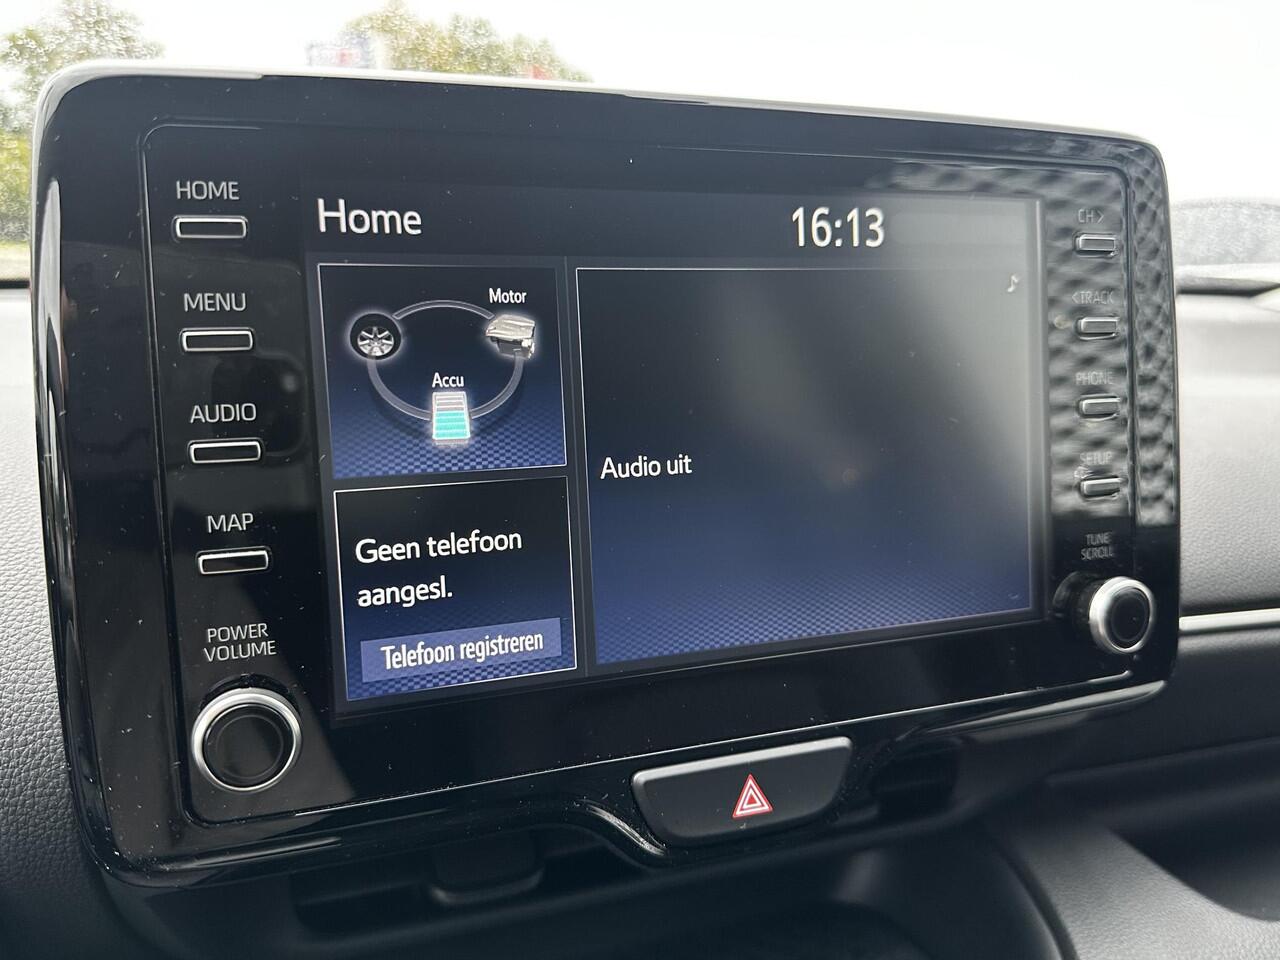 HOME
MENU
AUDIO
MAP
POWER
VOLUME
Home
16:13
Motor
Accu
Geen telefoon
aangesl.
Telefoon registreren
Audio uit
CH >
< TRACK
PHONE
SETUP
TUNE
SCROLL